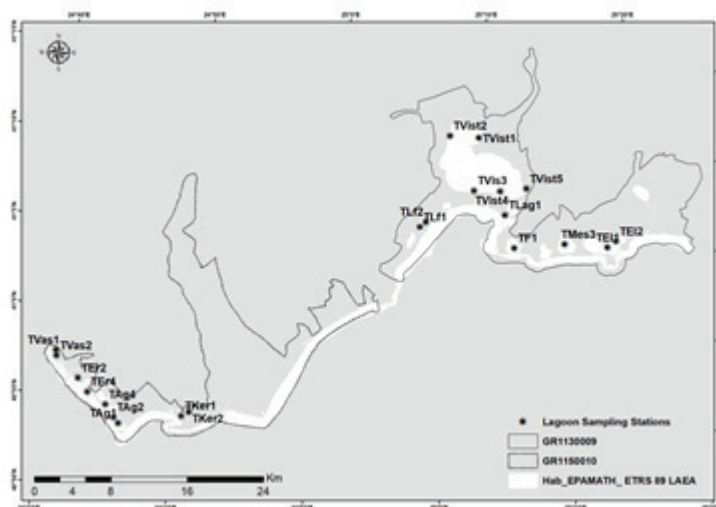 TVist2
TVist1
TVis3
TVist5
TVist4
TLag1
TLf2
TLf1
TF1
TMes3
TEl1
TEl2
TVas1
TVas2
TEr2
TEr4
TAg4
TAg1
TAg2
TKer1
TKer2
Lagoon Sampling Stations
GR1130009
GR1150010
Hab_EPAMATH_ ETRS 89 LAEA
Km
0 4 8 16 24